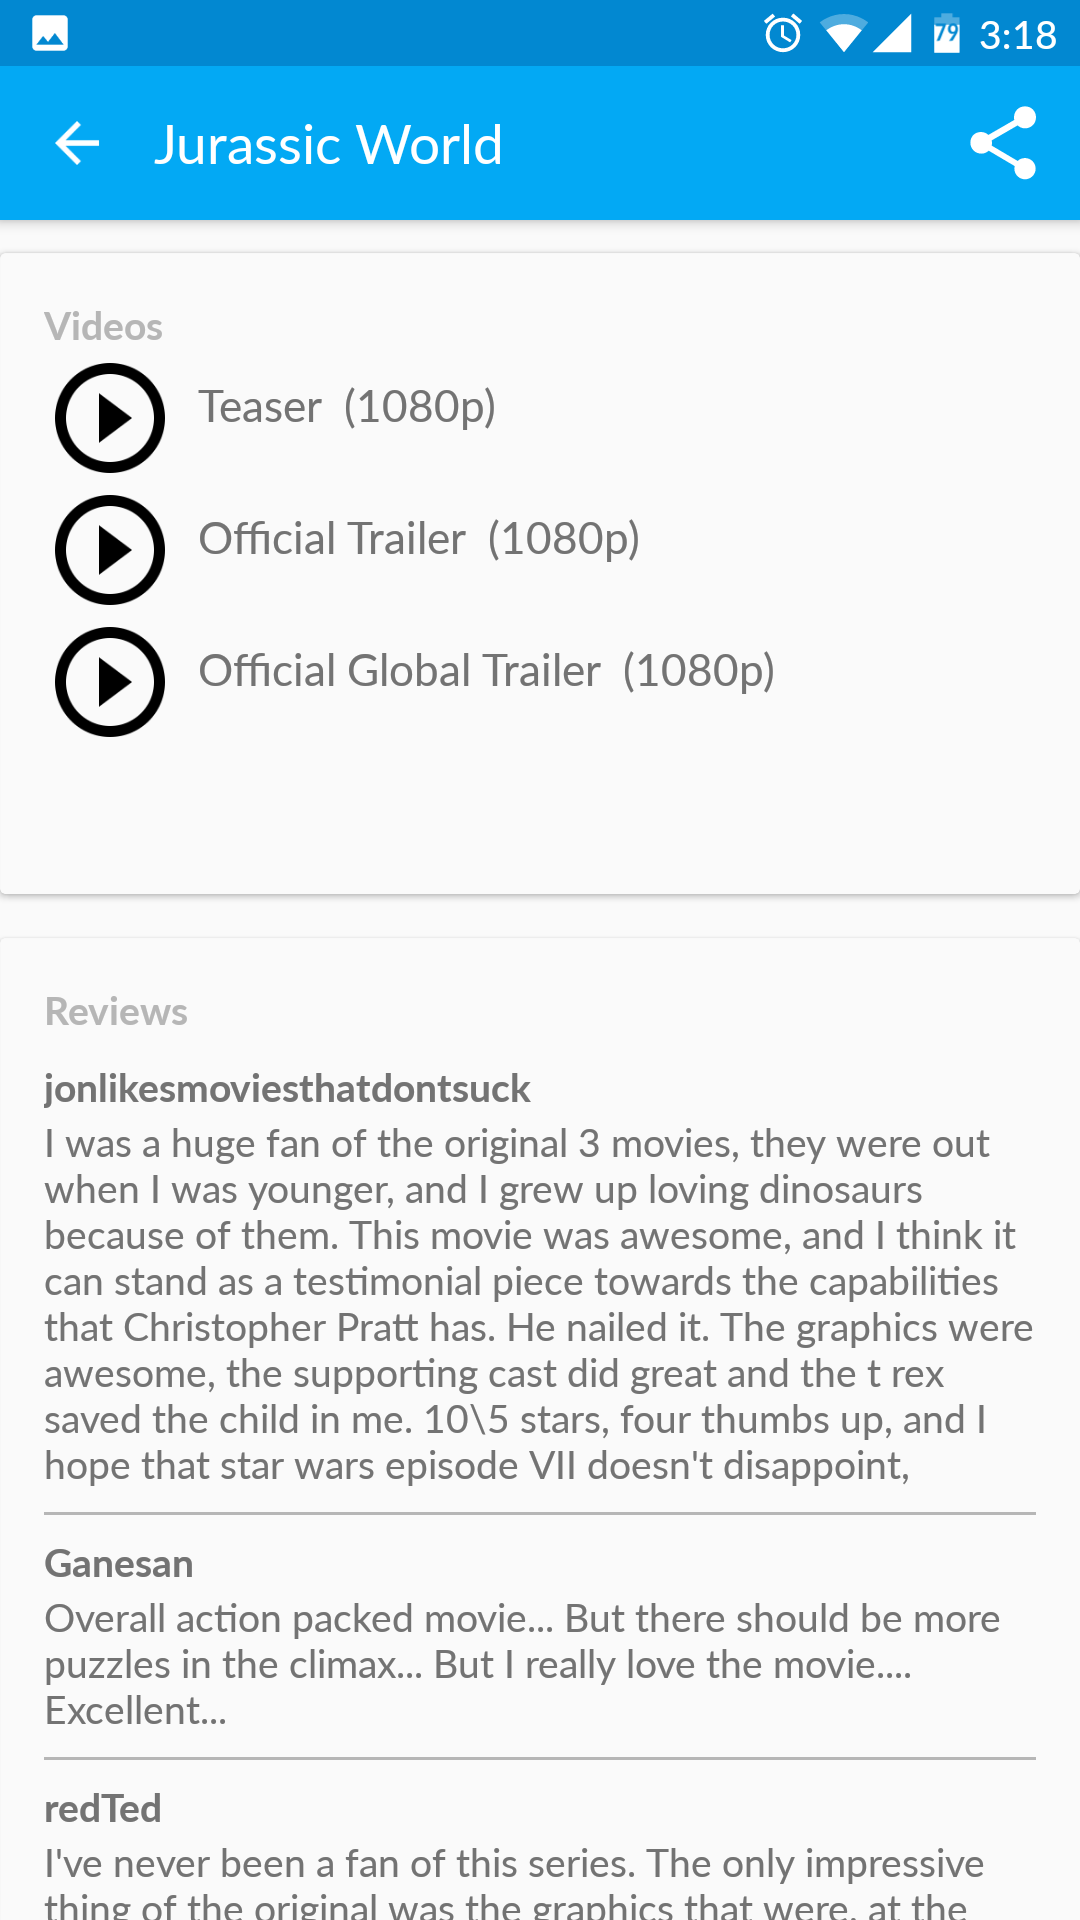 79 3:18
Jurassic World
Videos
Teaser (1080p)
Official Trailer (1080p)
Official Global Trailer (1080p)
Reviews
jonlikesmoviesthatdontsuck
I was a huge fan of the original 3 movies, they were out
when I was younger, and I grew up loving dinosaurs
because of them. This movie was awesome, and I think it
can stand as a testimonial piece towards the capabilities
that Christopher Pratt has. He nailed it. The graphics were
awesome, the supporting cast did great and the t rex
saved the child in me. 10\5 stars, four thumbs up, and I
hope that star wars episode VII doesn't disappoint,
Ganesan
Overall action packed movie... But there should be more
puzzles in the climax... But I really love the movie....
Excellent...
redTed
I've never been a fan of this series. The only impressive
thing of the original was the graphics that were, at the